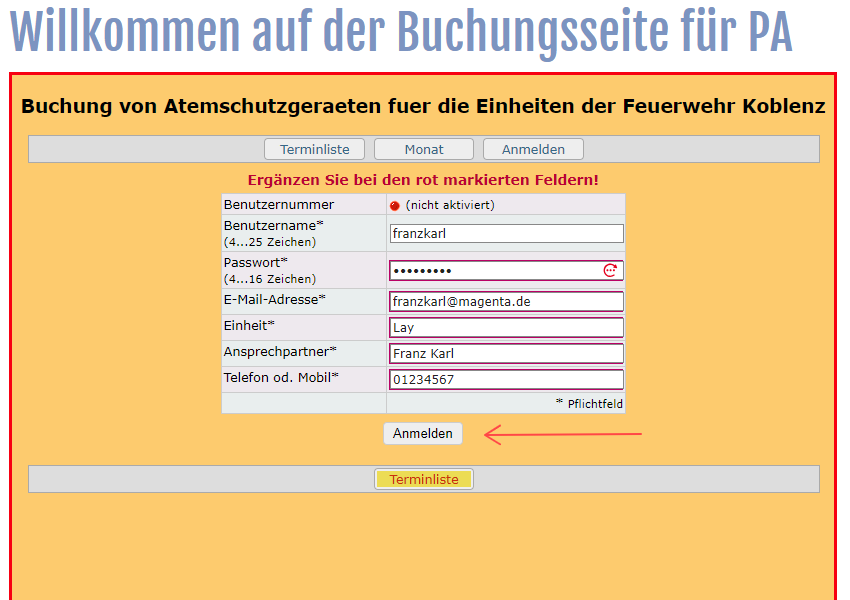 Willkommen auf der Buchungsseite für PA
Buchung von Atemschutzgeraeten fuer die Einheiten der Feuerwehr Koblenz
Terminliste Monat Anmelden
Ergänzen Sie bei den rot markierten Feldern!
Benutzernummer (nicht aktiviert)
Benutzername* franzkarl
(4...25 Zeichen)
Passwort* •••••••••
(4...16 Zeichen)
E-Mail-Adresse* franzkarl@magenta.de
Einheit* Lay
Ansprechpartner* Franz Karl
Telefon od. Mobil* 01234567
* Pflichtfeld
Anmelden
Terminliste